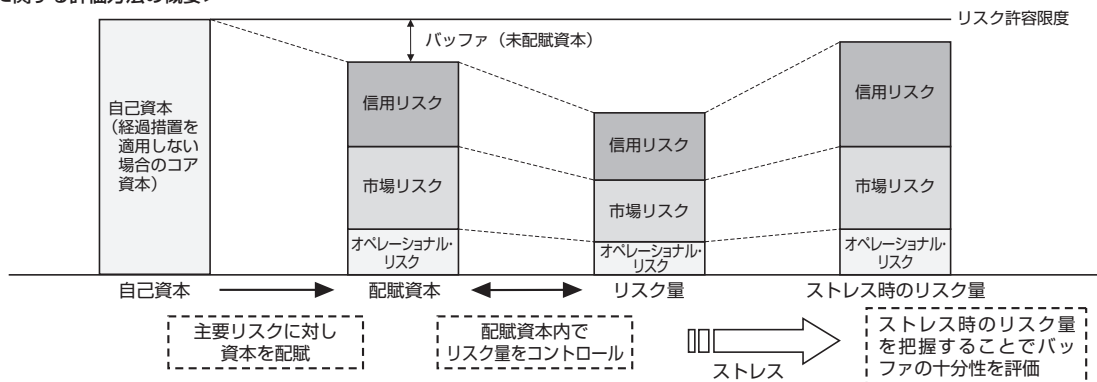 に関する評価方法の概要>
リスク許容限度
バッファ（未配賦資本）
自己資本
（経過措置を
適用しない
場合のコア
資本）
信用リスク
市場リスク
オペレーショナル・
リスク
信用リスク
市場リスク
オペレーショナル・
リスク
信用リスク
市場リスク
オペレーショナル・
リスク
自己資本
配賦資本
リスク量
ストレス時のリスク量
主要リスクに対し
資本を配賦
配賦資本内で
リスク量をコントロール
ストレス
ストレス時のリスク量
を把握することでバッ
ファの十分性を評価